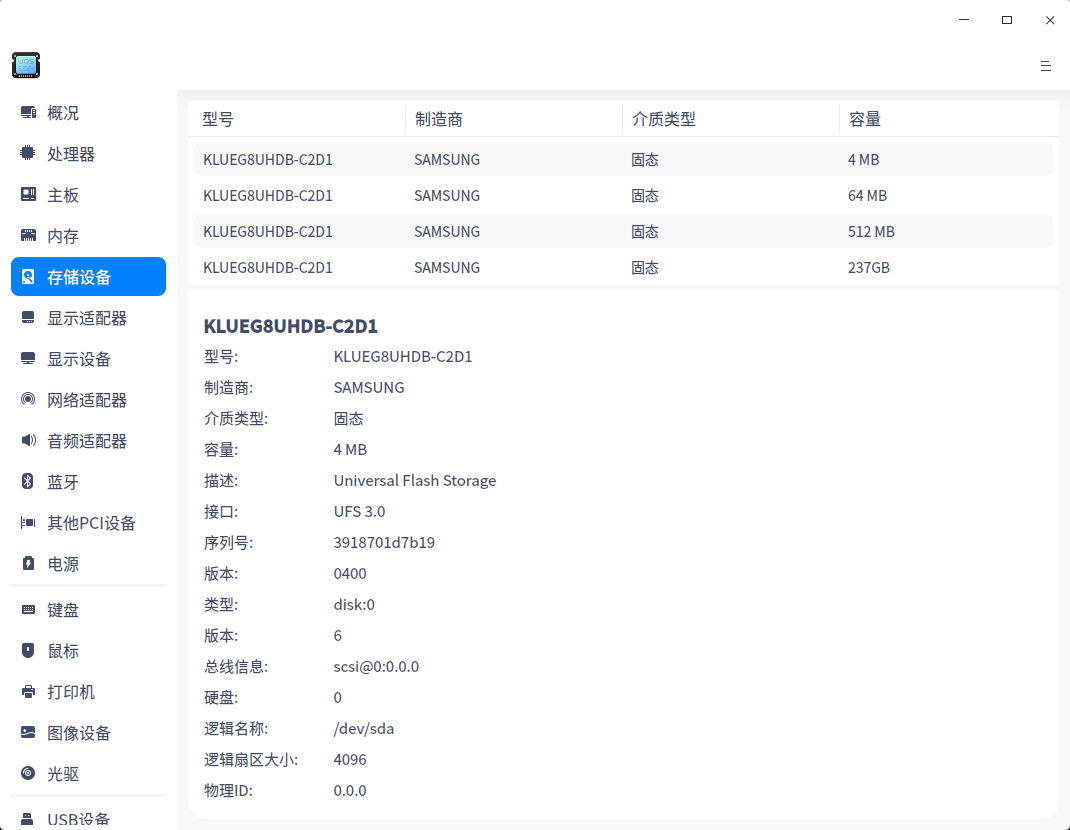 UOS
概况
处理器
主板
内存
存储设备
显示适配器
显示设备
网络适配器
音频适配器
蓝牙
其他PCI设备
电源
键盘
鼠标
打印机
图像设备
光驱
USB设备
型号 制造商 介质类型 容量
KLUEG8UHDB-C2D1 SAMSUNG 固态 4 MB
KLUEG8UHDB-C2D1 SAMSUNG 固态 64 MB
KLUEG8UHDB-C2D1 SAMSUNG 固态 512 MB
KLUEG8UHDB-C2D1 SAMSUNG 固态 237GB
KLUEG8UHDB-C2D1
型号: KLUEG8UHDB-C2D1
制造商: SAMSUNG
介质类型: 固态
容量: 4 MB
描述: Universal Flash Storage
接口: UFS 3.0
序列号: 3918701d7b19
版本: 0400
类型: disk:0
版本: 6
总线信息: scsi@0:0.0.0
硬盘: 0
逻辑名称: /dev/sda
逻辑扇区大小: 4096
物理ID: 0.0.0